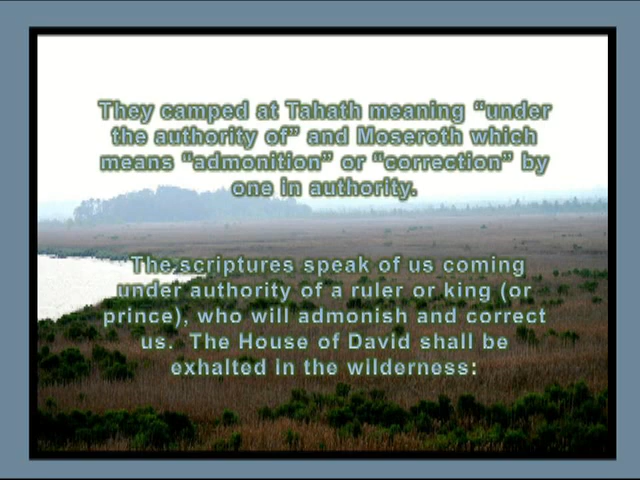 They camped at Tahath meaning “under
the authority of” and Moseroth which
means “admonition” or “correction” by
one in authority.
The scriptures speak of us coming
under authority of a ruler or king (or
prince), who will admonish and correct
us. The House of David shall be
exhalted in the wilderness: